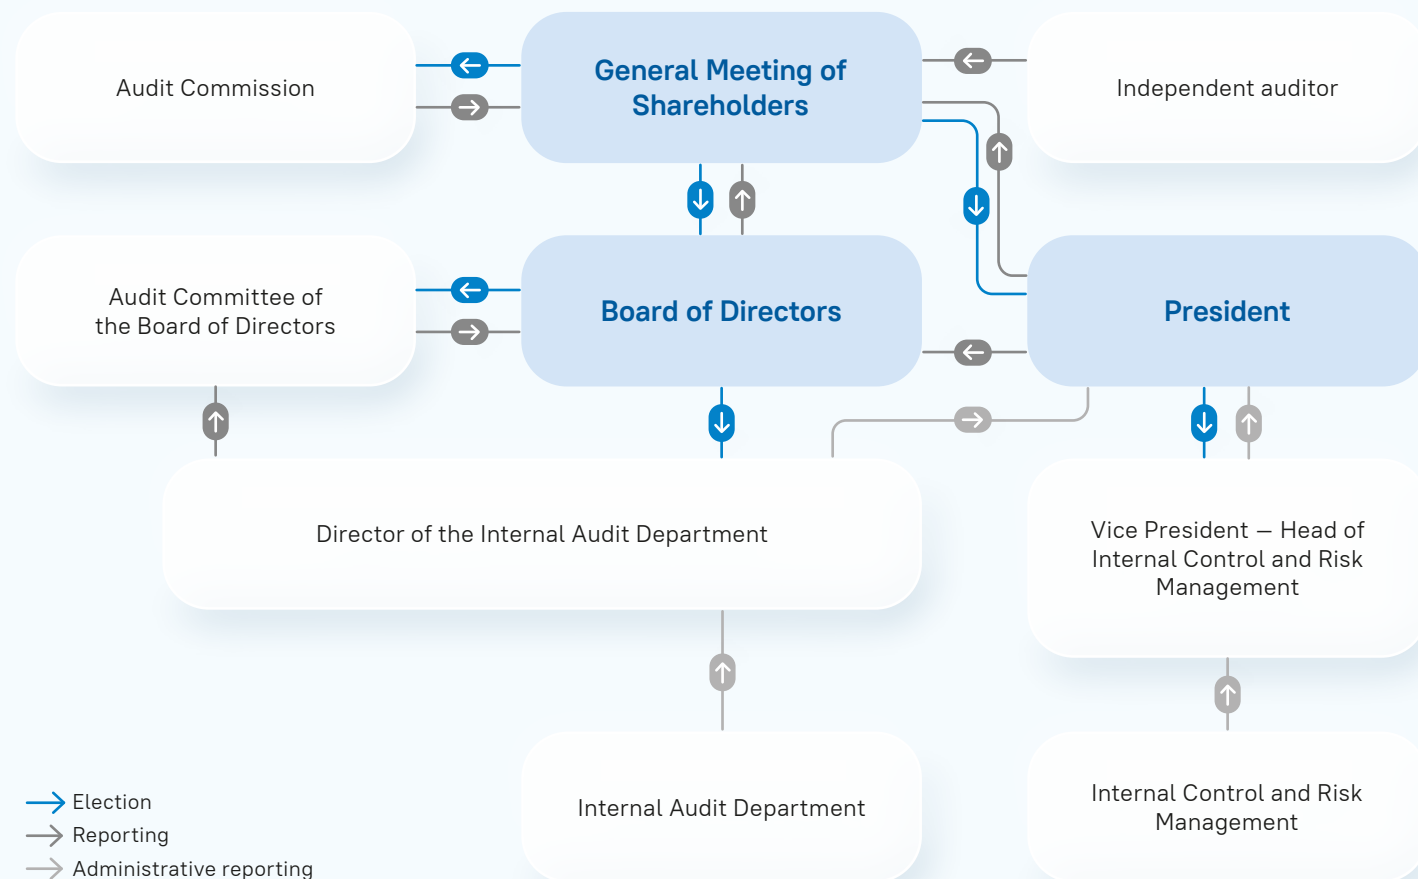 Audit Commission
General Meeting of
Shareholders
Independent auditor
Audit Committee of
the Board of Directors
Board of Directors
President
Director of the Internal Audit Department
Vice President — Head of
Internal Control and Risk
Management
Internal Audit Department
Internal Control and Risk
Management
Election
Reporting
Administrative reporting